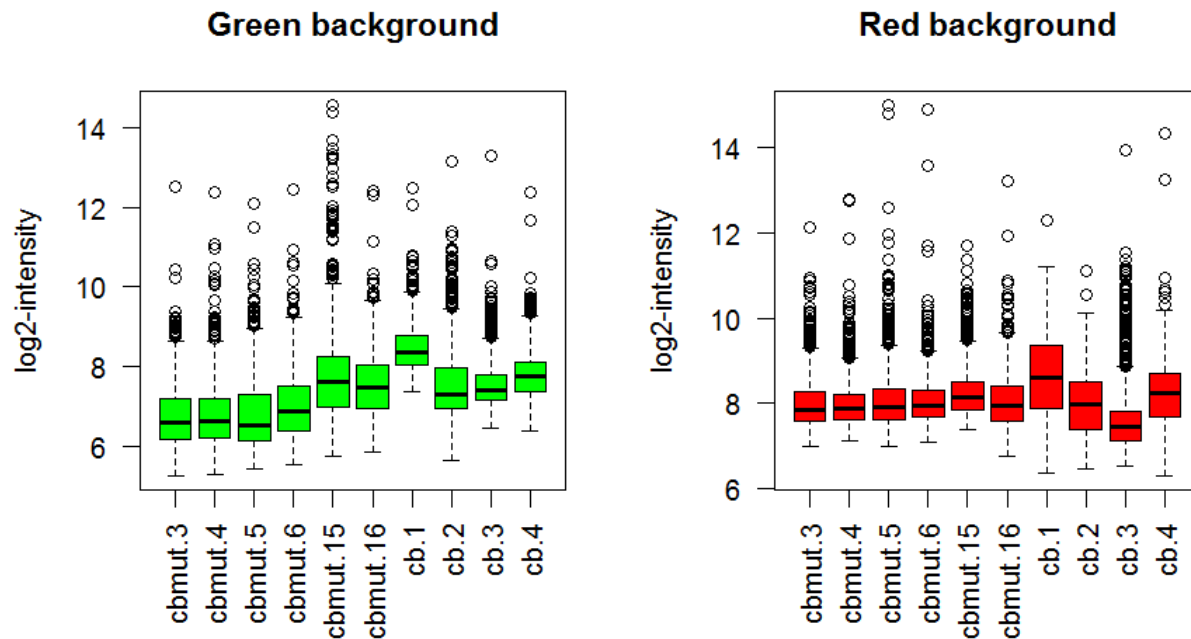 Green background
log2-intensity
14
12
10
8
6
cbmut.3
cbmut.4
cbmut.5
cbmut.6
cbmut.15
cbmut.16
cb.1
cb.2
cb.3
cb.4
Red background
log2-intensity
14
12
10
8
6
cbmut.3
cbmut.4
cbmut.5
cbmut.6
cbmut.15
cbmut.16
cb.1
cb.2
cb.3
cb.4